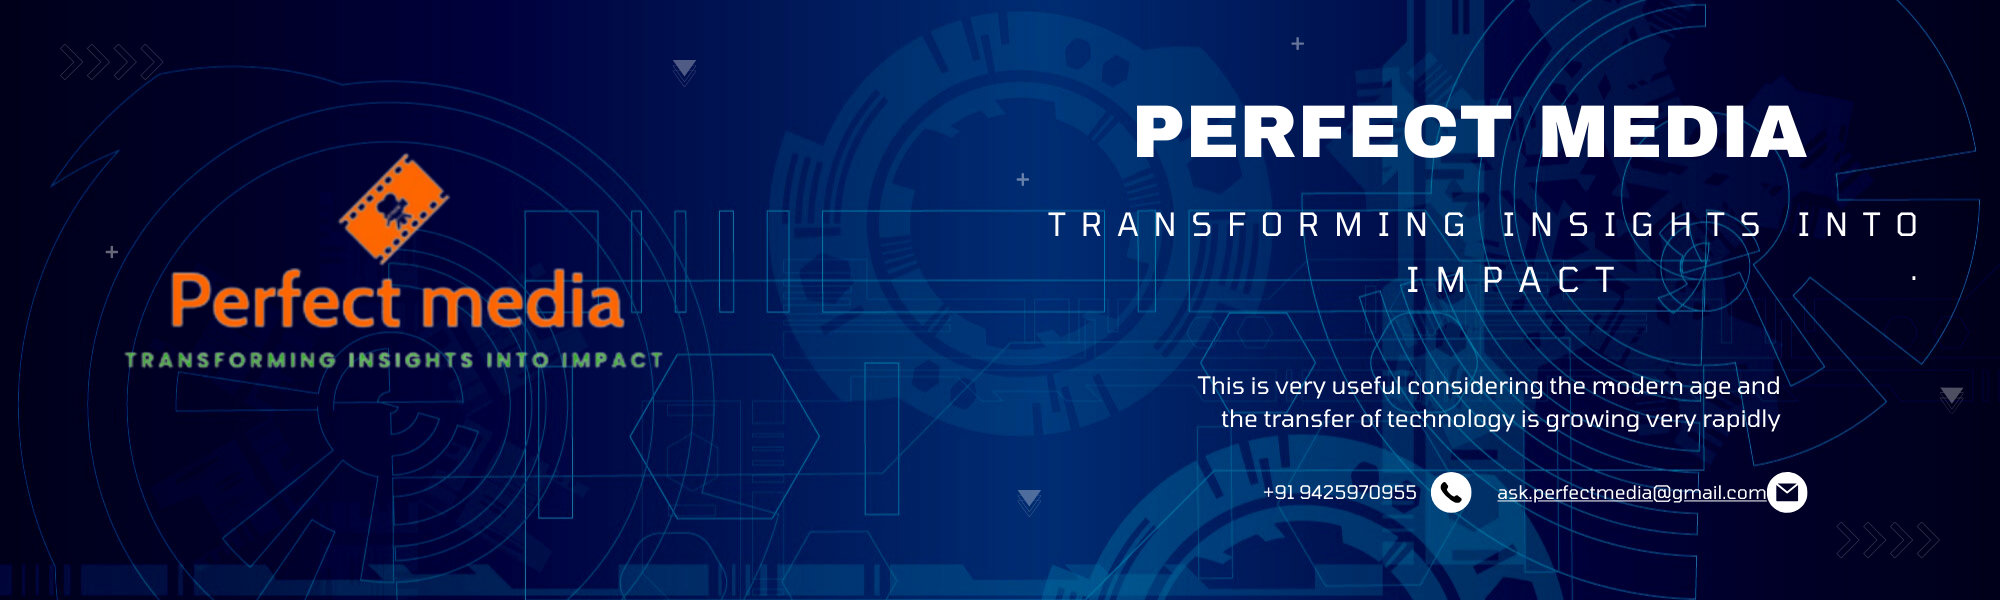 Perfect media
TRANSFORMING INSIGHTS INTO IMPACT
PERFECT MEDIA
TRANSFORMING INSIGHTS INTO
IMPACT .
This is very useful considering the modern age and
the transfer of technology is growing very rapidly
+91 9425970955
ask.perfectmedia@gmail.com